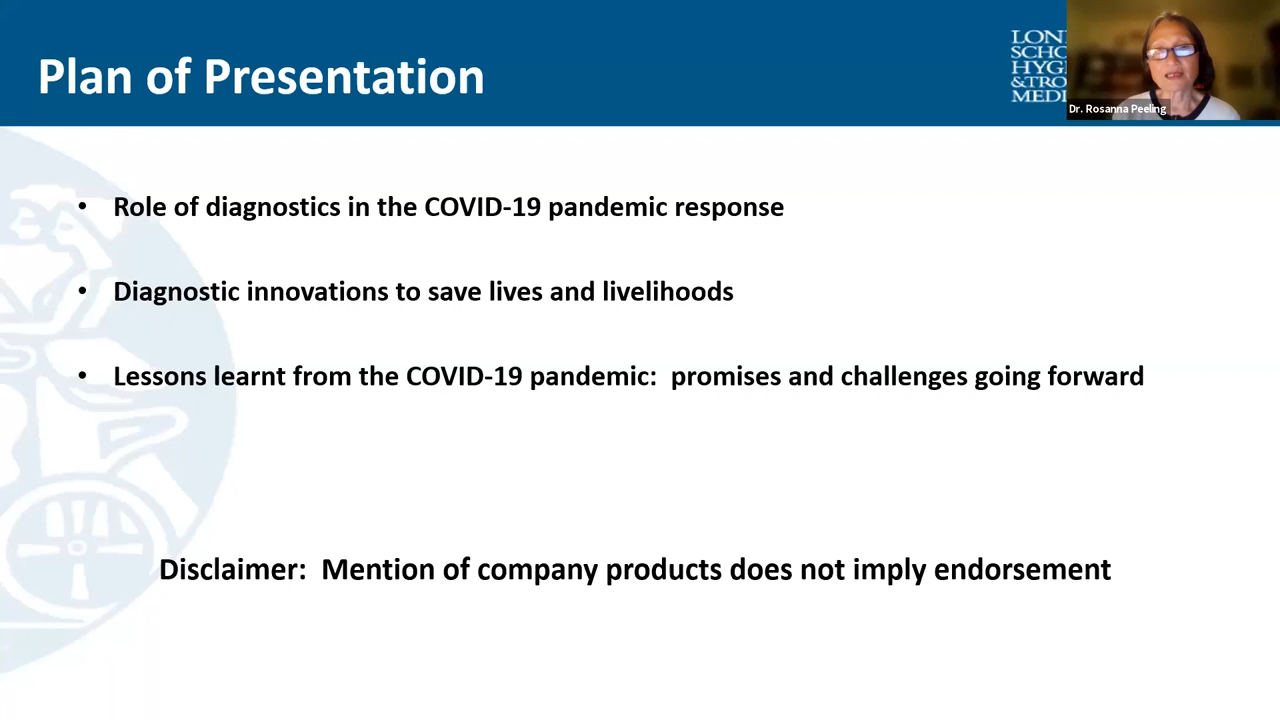 Plan of Presentation
LON
SCHO
HYG
&TRO
MEDI
Dr. Rosanna Peeling
• Role of diagnostics in the COVID-19 pandemic response
• Diagnostic innovations to save lives and livelihoods
• Lessons learnt from the COVID-19 pandemic: promises and challenges going forward
Disclaimer: Mention of company products does not imply endorsement